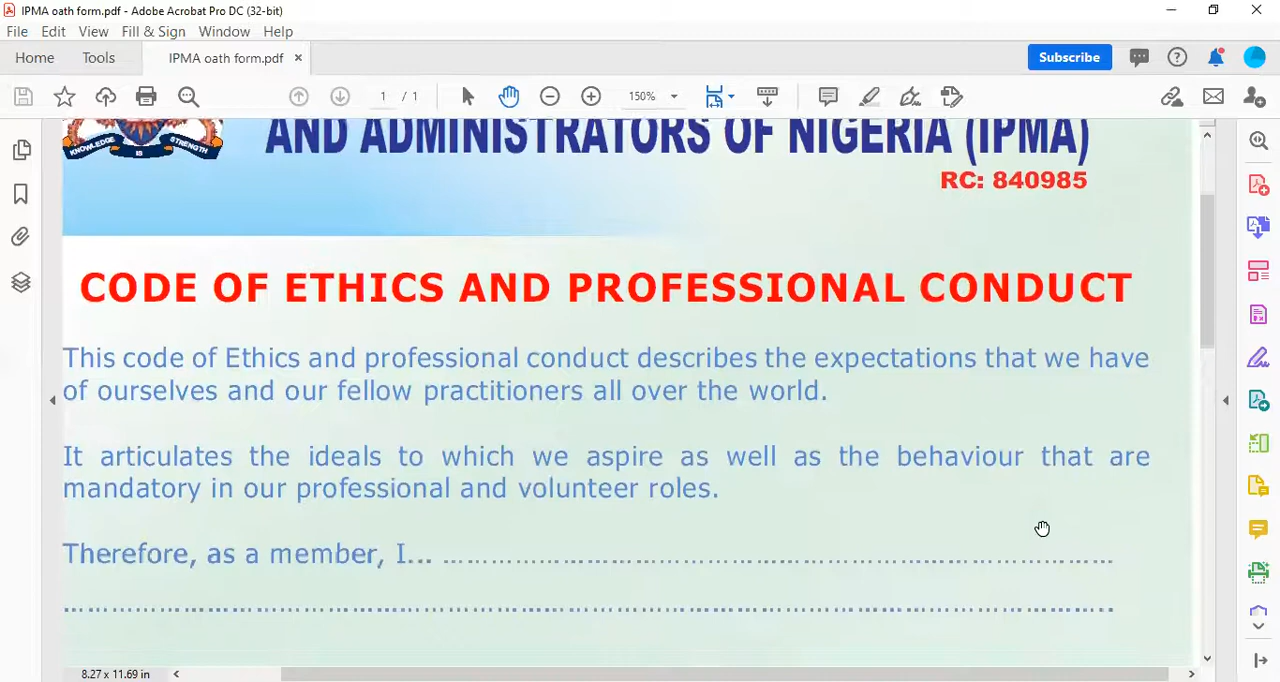 IPMA oath form.pdf - Adobe Acrobat Pro DC (32-bit)
File Edit View Fill & Sign Window Help
Home Tools IPMA oath form.pdf × Subscribe
1 / 1 150%
KNOWLEDGE IS STRENGTH
AND ADMINISTRATORS OF NIGERIA (IPMA)
RC: 840985
CODE OF ETHICS AND PROFESSIONAL CONDUCT
This code of Ethics and professional conduct describes the expectations that we have
of ourselves and our fellow practitioners all over the world.
It articulates the ideals to which we aspire as well as the behaviour that are
mandatory in our professional and volunteer roles.
Therefore, as a member, I... ................................................................
................................................................................................
8.27 x 11.69 in